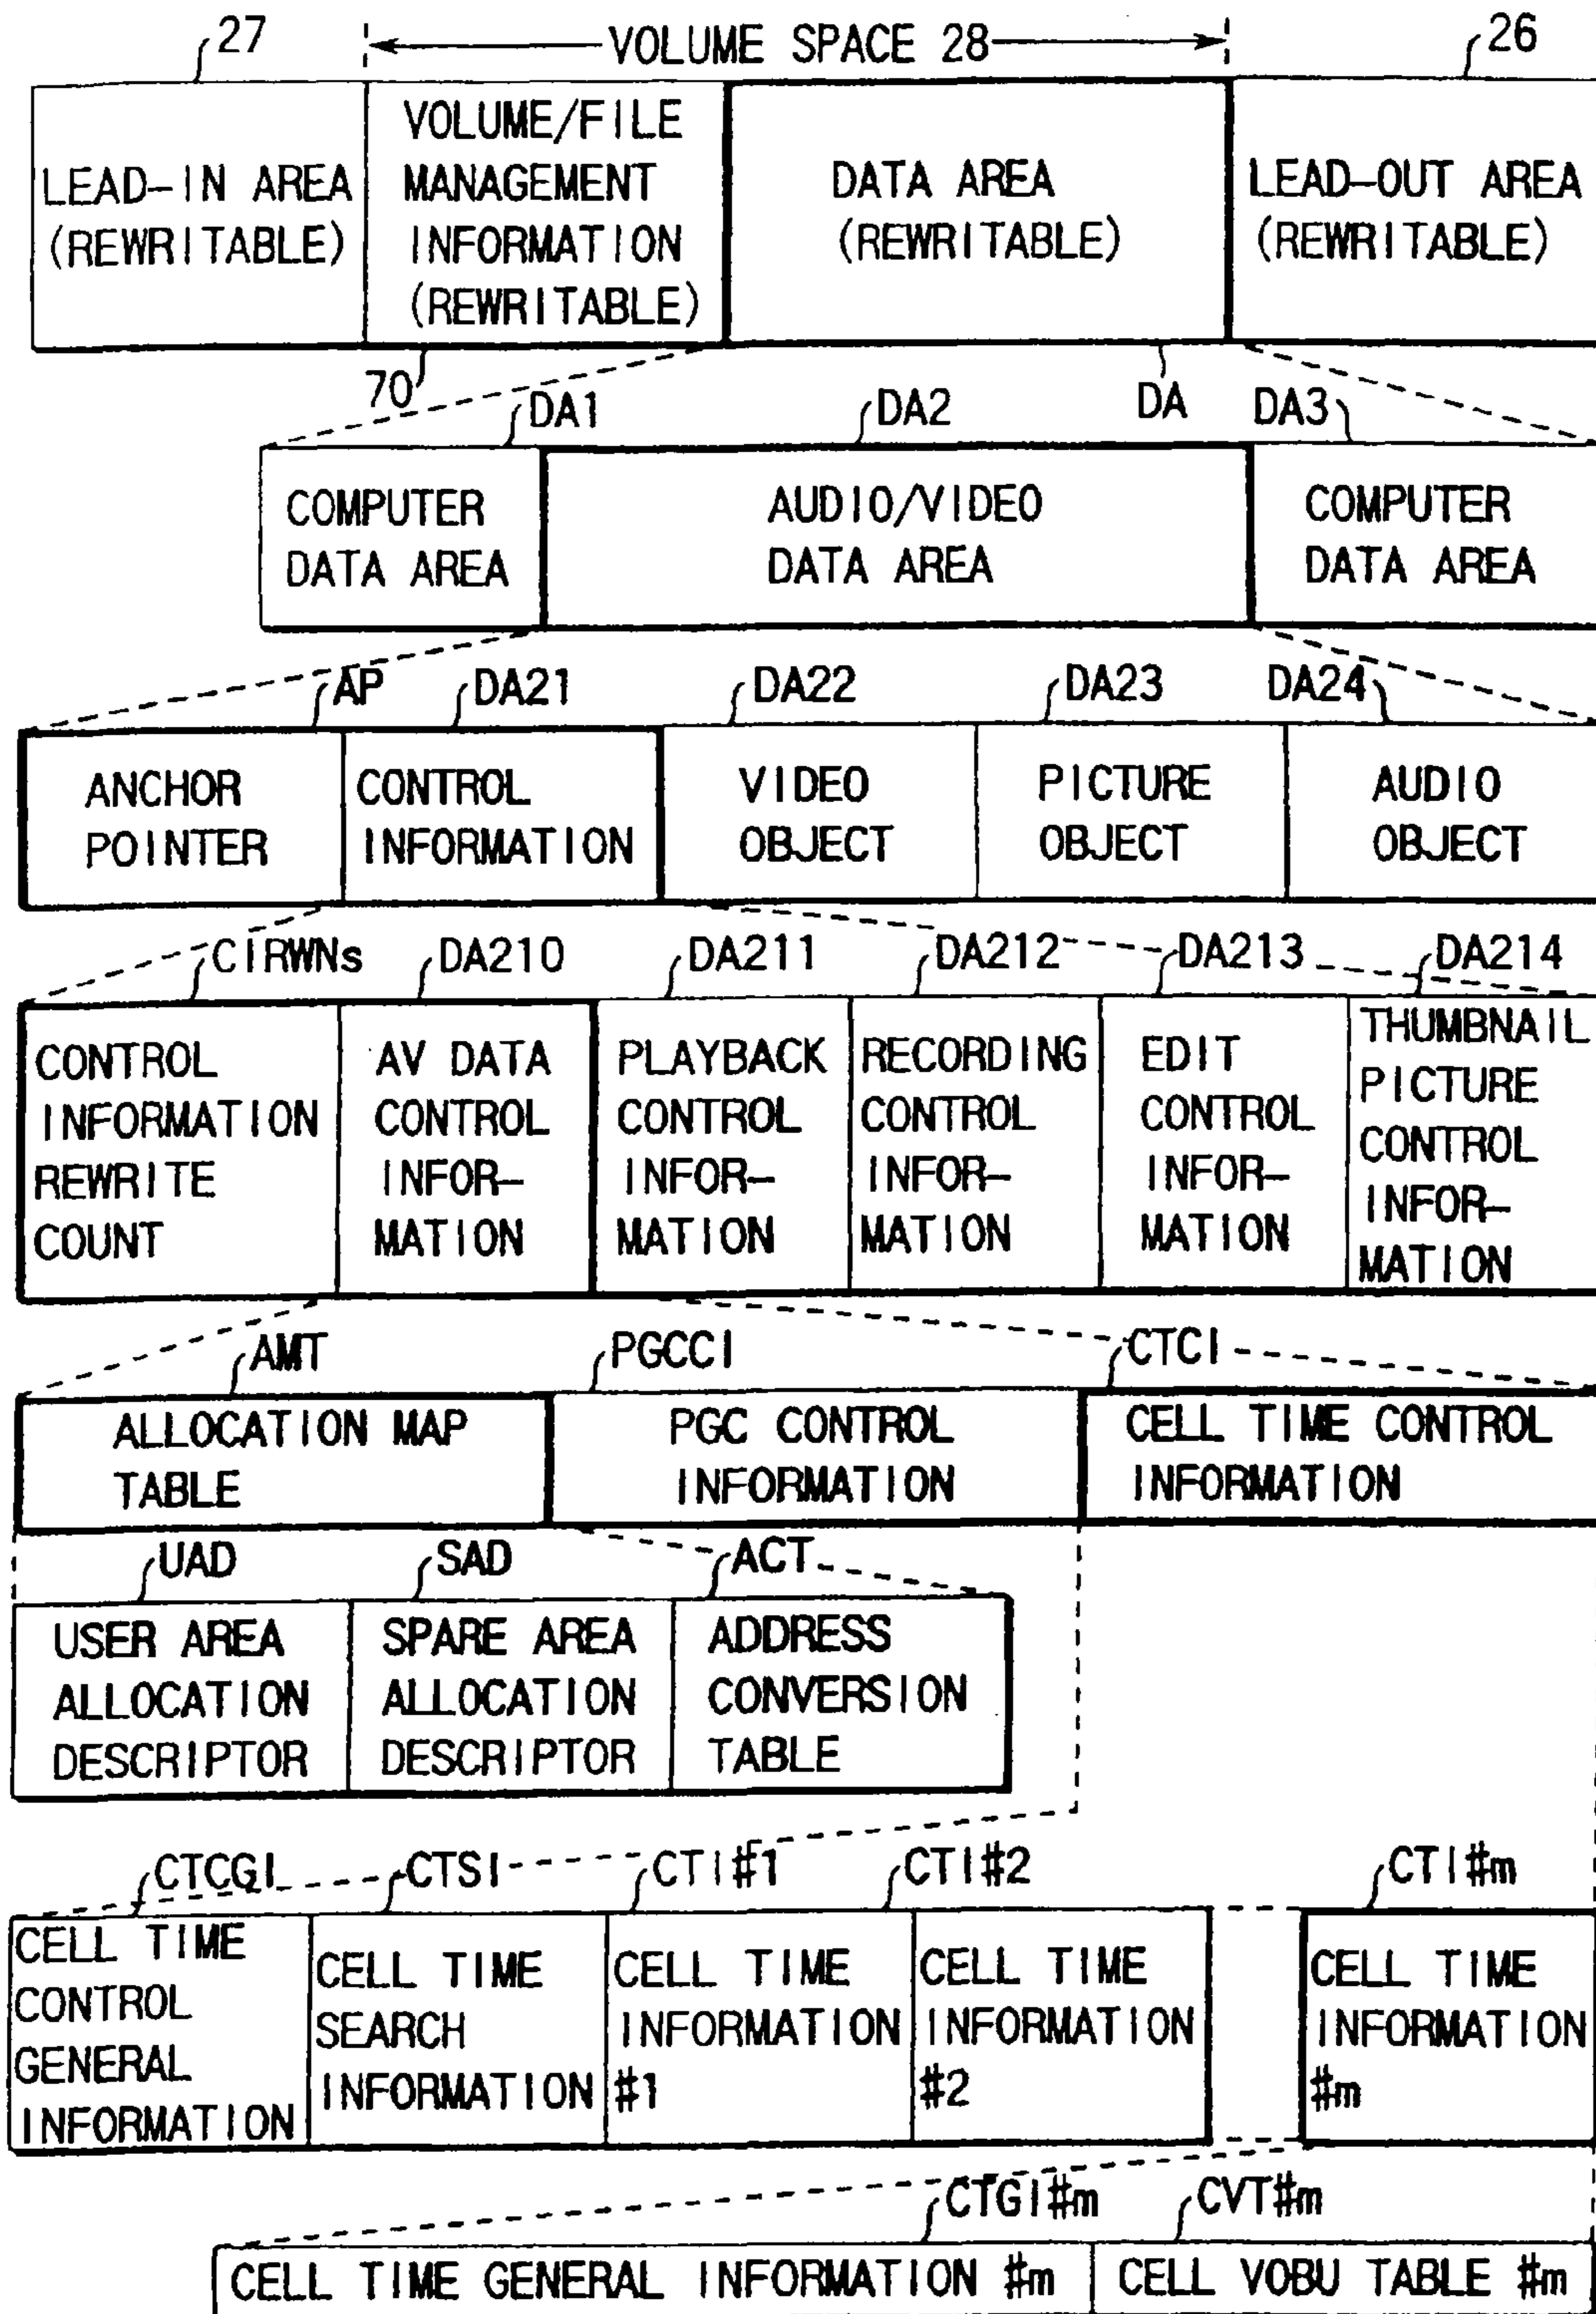 27
VOLUME SPACE 28
26
LEAD-IN AREA
(REWRITABLE)
VOLUME/FILE
MANAGEMENT
INFORMATION
(REWRITABLE)
DATA AREA
(REWRITABLE)
LEAD-OUT AREA
(REWRITABLE)
70
DA1
DA2
DA
DA3
COMPUTER
DATA AREA
AUDIO/VIDEO
DATA AREA
COMPUTER
DATA AREA
AP
DA21
DA22
DA23
DA24
ANCHOR
POINTER
CONTROL
INFORMATION
VIDEO
OBJECT
PICTURE
OBJECT
AUDIO
OBJECT
CIRWNs
DA210
DA211
DA212
DA213
DA214
CONTROL
INFORMATION
REWRITE
COUNT
AV DATA
CONTROL
INFOR-
MATION
PLAYBACK
CONTROL
INFOR-
MATION
RECORDING
CONTROL
INFOR-
MATION
EDIT
CONTROL
INFOR-
MATION
THUMBNAIL
PICTURE
CONTROL
INFOR-
MATION
AMT
PGCCI
CTCI
ALLOCATION MAP
TABLE
PGC CONTROL
INFORMATION
CELL TIME CONTROL
INFORMATION
UAD
SAD
ACT
USER AREA
ALLOCATION
DESCRIPTOR
SPARE AREA
ALLOCATION
DESCRIPTOR
ADDRESS
CONVERSION
TABLE
CTCGI
CTSI
CTI#1
CTI#2
CTI#m
CELL TIME
CONTROL
GENERAL
INFORMATION
CELL TIME
SEARCH
INFORMATION
CELL TIME
INFORMATION
#1
CELL TIME
INFORMATION
#2
CELL TIME
INFORMATION
#m
CTGI#m
CVT#m
CELL TIME GENERAL INFORMATION #m
CELL VOBU TABLE #m